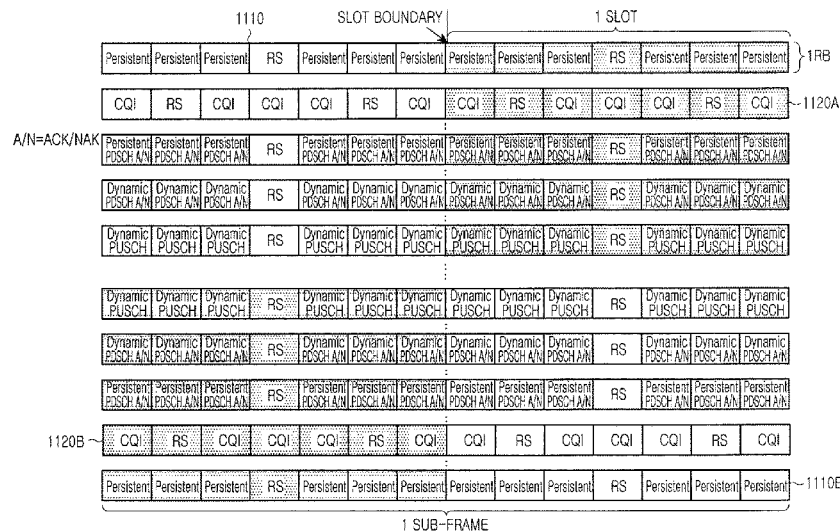 1110 SLOT BOUNDARY 1 SLOT
Persistent Persistent Persistent RS Persistent Persistent Persistent Persistent Persistent Persistent RS Persistent Persistent Persistent 1RB
CQI RS CQI CQI CQI RS CQI CQI RS CQI CQI CQI RS CQI 1120A
A/N=ACK/NAK
Persistent Persistent Persistent RS Persistent Persistent Persistent Persistent Persistent Persistent RS Persistent Persistent Persistent
PDSCH A/N PDSCH A/N PDSCH A/N PDSCH A/N PDSCH A/N PDSCH A/N PDSCH A/N PDSCH A/N PDSCH A/N PDSCH A/N PDSCH A/N PDSCH A/N
Dynamic Dynamic Dynamic RS Dynamic Dynamic Dynamic Dynamic Dynamic Dynamic RS Dynamic Dynamic Dynamic
PDSCH A/N PDSCH A/N PDSCH A/N PDSCH A/N PDSCH A/N PDSCH A/N PDSCH A/N PDSCH A/N PDSCH A/N PDSCH A/N PDSCH A/N PDSCH A/N
Dynamic Dynamic Dynamic RS Dynamic Dynamic Dynamic Dynamic Dynamic Dynamic RS Dynamic Dynamic Dynamic
PUSCH PUSCH PUSCH PUSCH PUSCH PUSCH PUSCH PUSCH PUSCH PUSCH PUSCH PUSCH
Dynamic Dynamic Dynamic RS Dynamic Dynamic Dynamic Dynamic Dynamic Dynamic RS Dynamic Dynamic Dynamic
PUSCH PUSCH PUSCH PUSCH PUSCH PUSCH PUSCH PUSCH PUSCH PUSCH PUSCH PUSCH
Dynamic Dynamic Dynamic RS Dynamic Dynamic Dynamic Dynamic Dynamic Dynamic RS Dynamic Dynamic Dynamic
PDSCH A/N PDSCH A/N PDSCH A/N PDSCH A/N PDSCH A/N PDSCH A/N PDSCH A/N PDSCH A/N PDSCH A/N PDSCH A/N PDSCH A/N PDSCH A/N
Persistent Persistent Persistent RS Persistent Persistent Persistent Persistent Persistent Persistent RS Persistent Persistent Persistent
PDSCH A/N PDSCH A/N PDSCH A/N PDSCH A/N PDSCH A/N PDSCH A/N PDSCH A/N PDSCH A/N PDSCH A/N PDSCH A/N PDSCH A/N PDSCH A/N
1120B CQI RS CQI CQI CQI RS CQI CQI RS CQI CQI CQI RS CQI
Persistent Persistent Persistent RS Persistent Persistent Persistent Persistent Persistent Persistent RS Persistent Persistent Persistent 1110B
1 SUB-FRAME